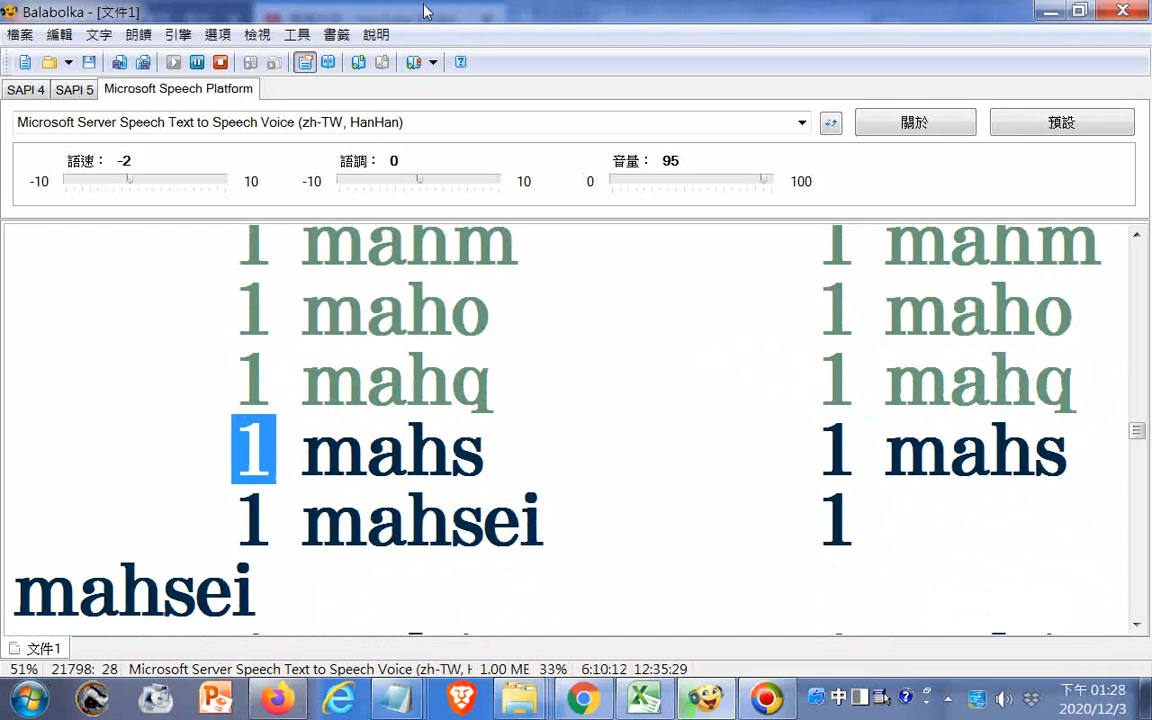 Balabolka - [文件1]
檔案 編輯 文字 朗讀 引擎 選項 檢視 工具 書籤 說明
SAPI 4 SAPI 5 Microsoft Speech Platform
Microsoft Server Speech Text to Speech Voice (zh-TW, HanHan) 關於 預設
語速： -2 語調： 0 音量： 95
-10 10 -10 10 0 100
1 mahm 1 mahm
1 maho 1 maho
1 mahq 1 mahq
1 mahs 1 mahs
1 mahsei 1
mahsei
文件1
51% 21798: 28 Microsoft Server Speech Text to Speech Voice (zh-TW, H 1.00 ME 33% 6:10:12 12:35:29
中 下午 01:28
2020/12/3